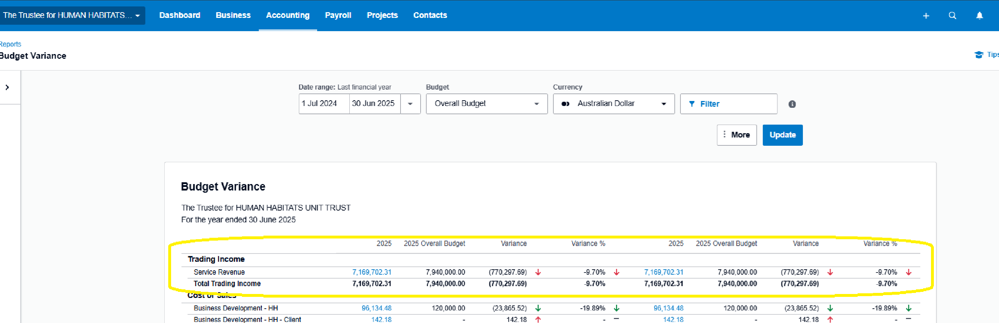 The Trustee for HUMAN HABITATS... Dashboard Business Accounting Payroll Projects Contacts
Reports
Budget Variance
Tips
Date range: Last financial year Budget Currency
1 Jul 2024 30 Jun 2025 Overall Budget Australian Dollar Filter
More Update
Budget Variance
The Trustee for HUMAN HABITATS UNIT TRUST
For the year ended 30 June 2025
2025 2025 Overall Budget Variance Variance % 2025 2025 Overall Budget Variance Variance %
Trading Income
Service Revenue 7,169,702.31 7,940,000.00 (770,297.69) -9.70% 7,169,702.31 7,940,000.00 (770,297.69) -9.70%
Total Trading Income 7,169,702.31 7,940,000.00 (770,297.69) -9.70% 7,169,702.31 7,940,000.00 (770,297.69) -9.70%
Cost of Sales
Business Development - HH 96,134.48 120,000.00 (23,865.52) -19.89% 96,134.48 120,000.00 (23,865.52) -19.89%
Business Development - HH - Client 142.18 - 142.18 - 142.18 - 142.18 -